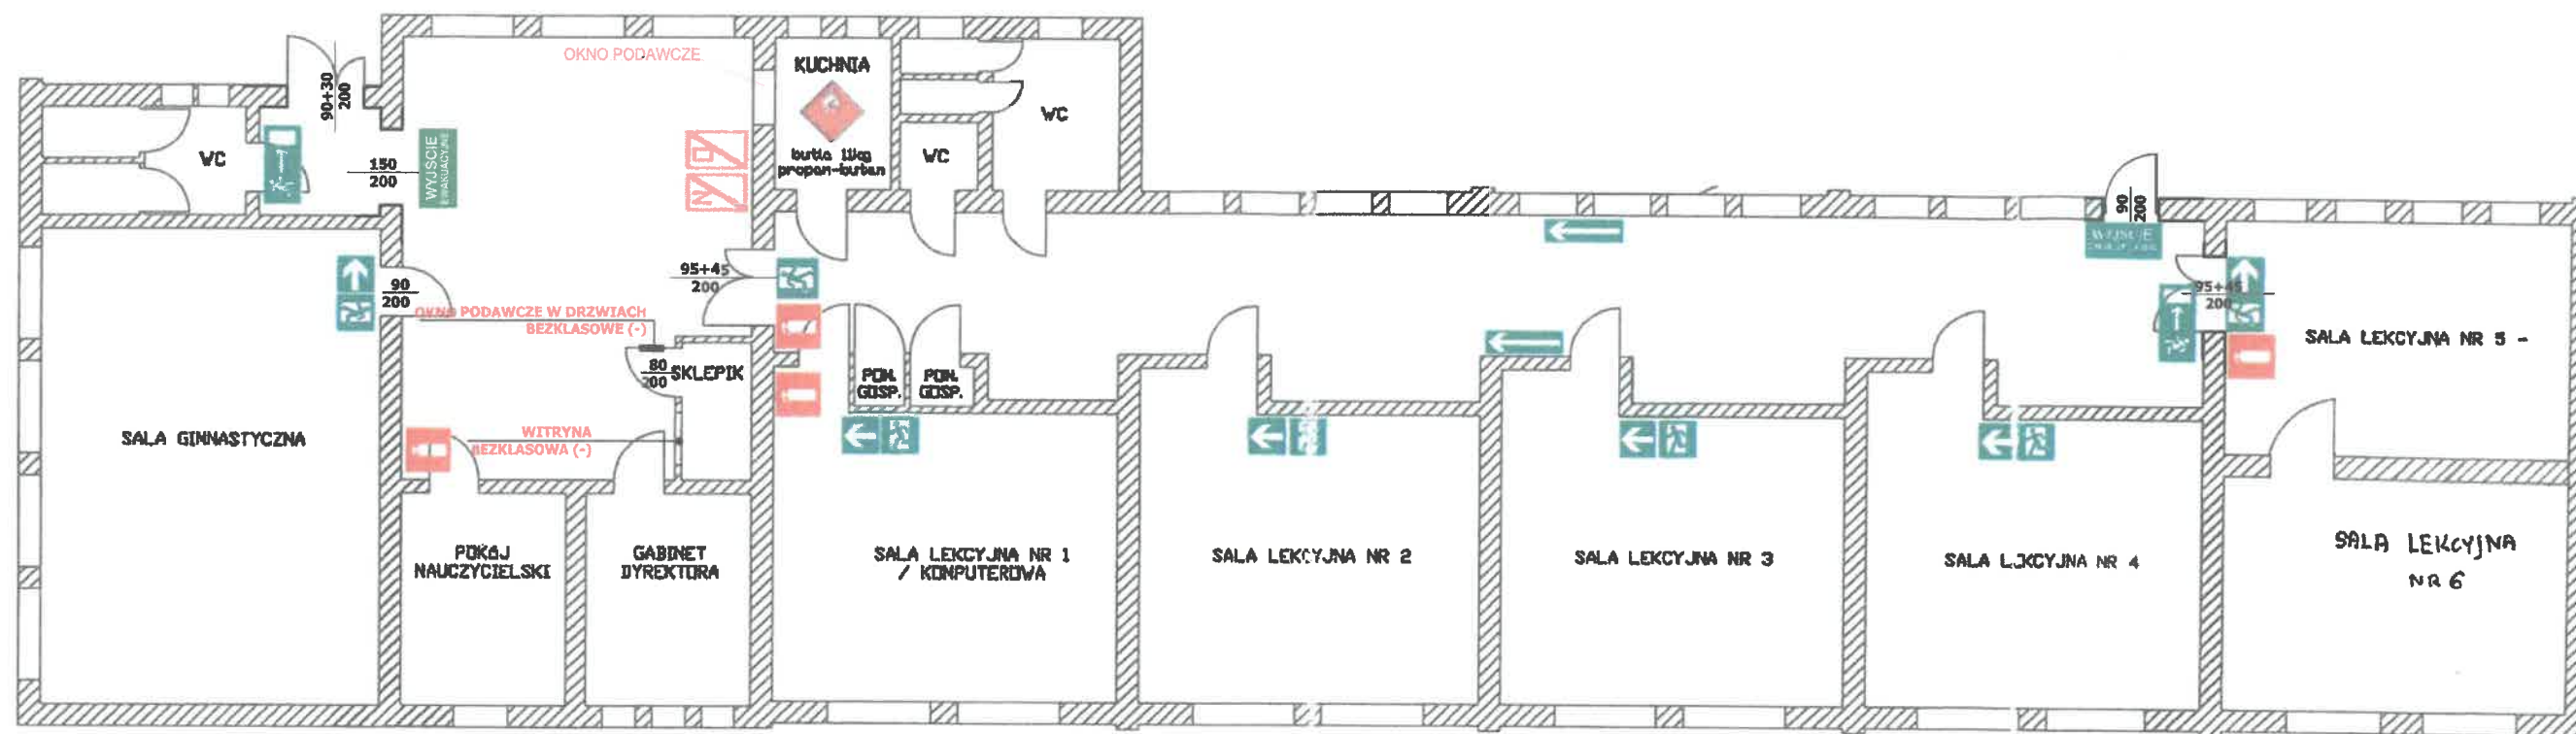 OKNO PODAWCZE
KUCHNIA
butla 11kg
propan-butan
WC
WC
WC
90+30
200
150
200
WYJŚCIE
EWAKUACYJNE
90
200
95+45
200
OKNO PODAWCZE W DRZWIACH
BEZKLASOWE (-)
80
200
SKLEPIK
POM.
GOSP.
POM.
GOSP.
WITRYNA
BEZKLASOWA (-)
90
200
95+45
200
SALA GIMNASTYCZNA
POKÓJ
NAUCZYCIELSKI
GABINET
DYREKTORA
SALA LEKCYJNA NR 1
/ KOMPUTEROWA
SALA LEKCYJNA NR 2
SALA LEKCYJNA NR 3
SALA LEKCYJNA NR 4
SALA LEKCYJNA NR 5 -
SALA LEKCYJNA
NR 6